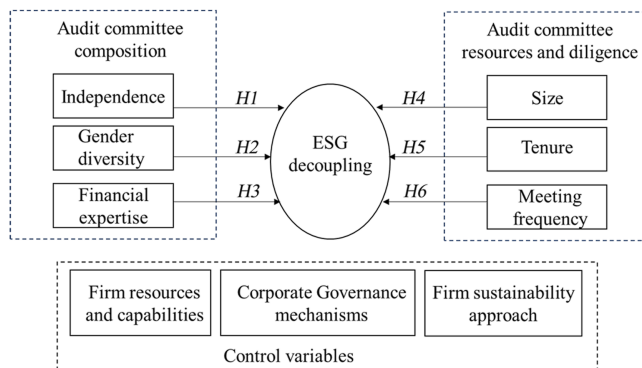 Audit committee
composition
Independence
Gender
diversity
Financial
expertise
H1
H2
H3
ESG
decoupling
H4
H5
H6
Audit committee
resources and diligence
Size
Tenure
Meeting
frequency
Firm resources
and capabilities
Corporate Governance
mechanisms
Firm sustainability
approach
Control variables